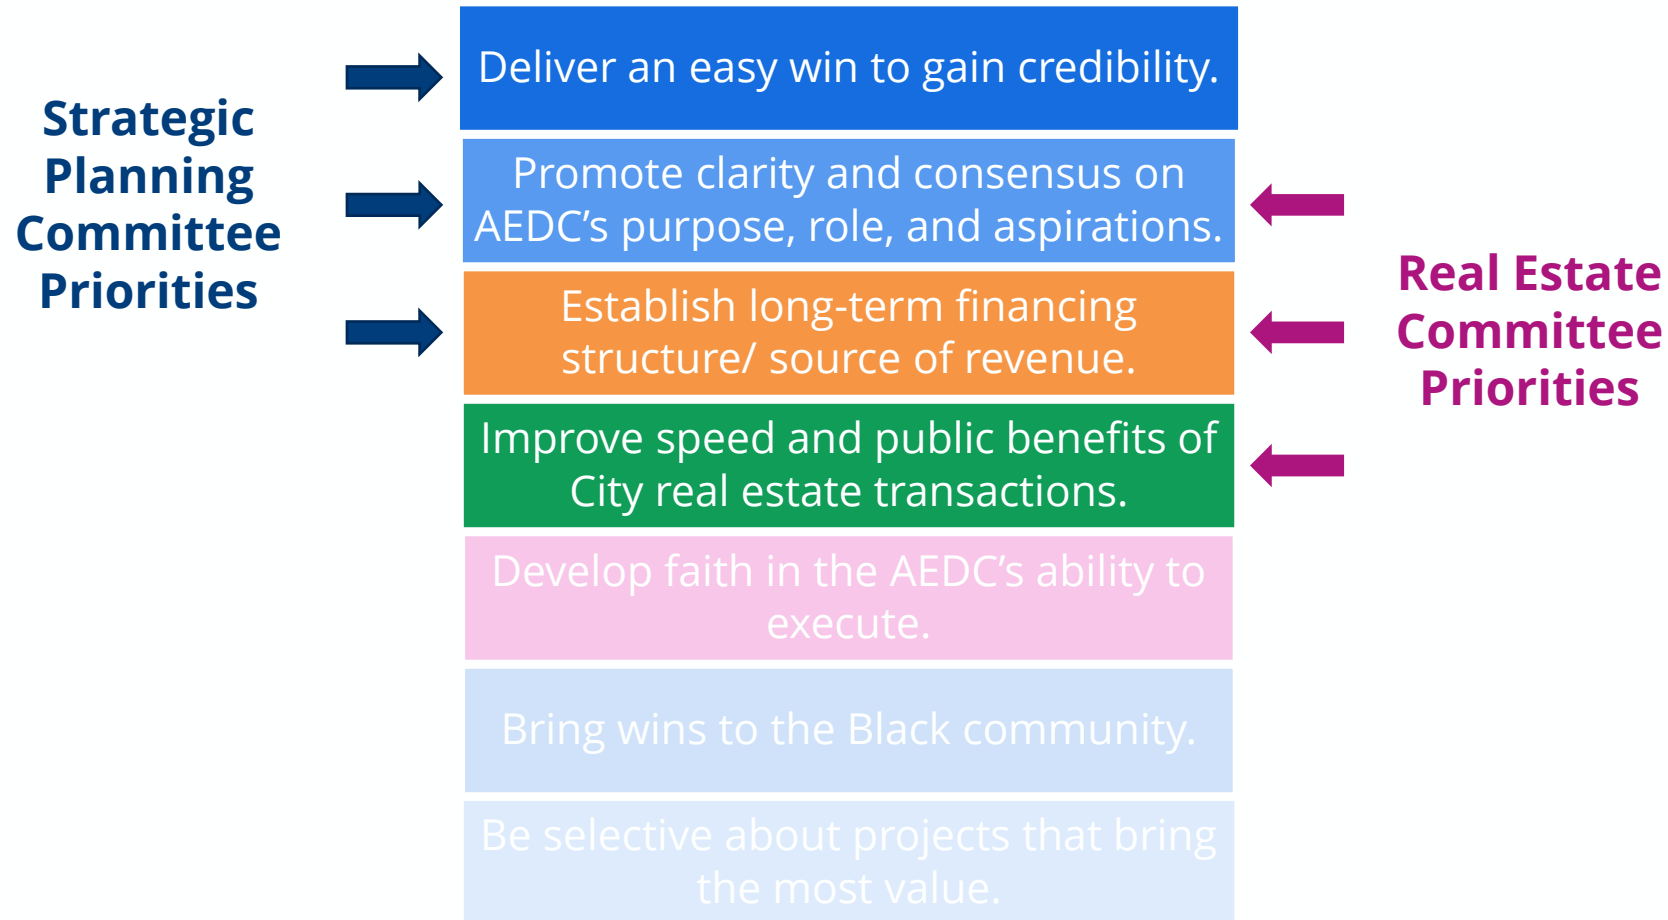 Strategic
Planning
Committee
Priorities
Deliver an easy win to gain credibility.
Promote clarity and consensus on
AEDC’s purpose, role, and aspirations.
Establish long-term financing
structure/ source of revenue.
Improve speed and public benefits of
City real estate transactions.
Develop faith in the AEDC’s ability to
execute.
Bring wins to the Black community.
Be selective about projects that bring
the most value.
Real Estate
Committee
Priorities